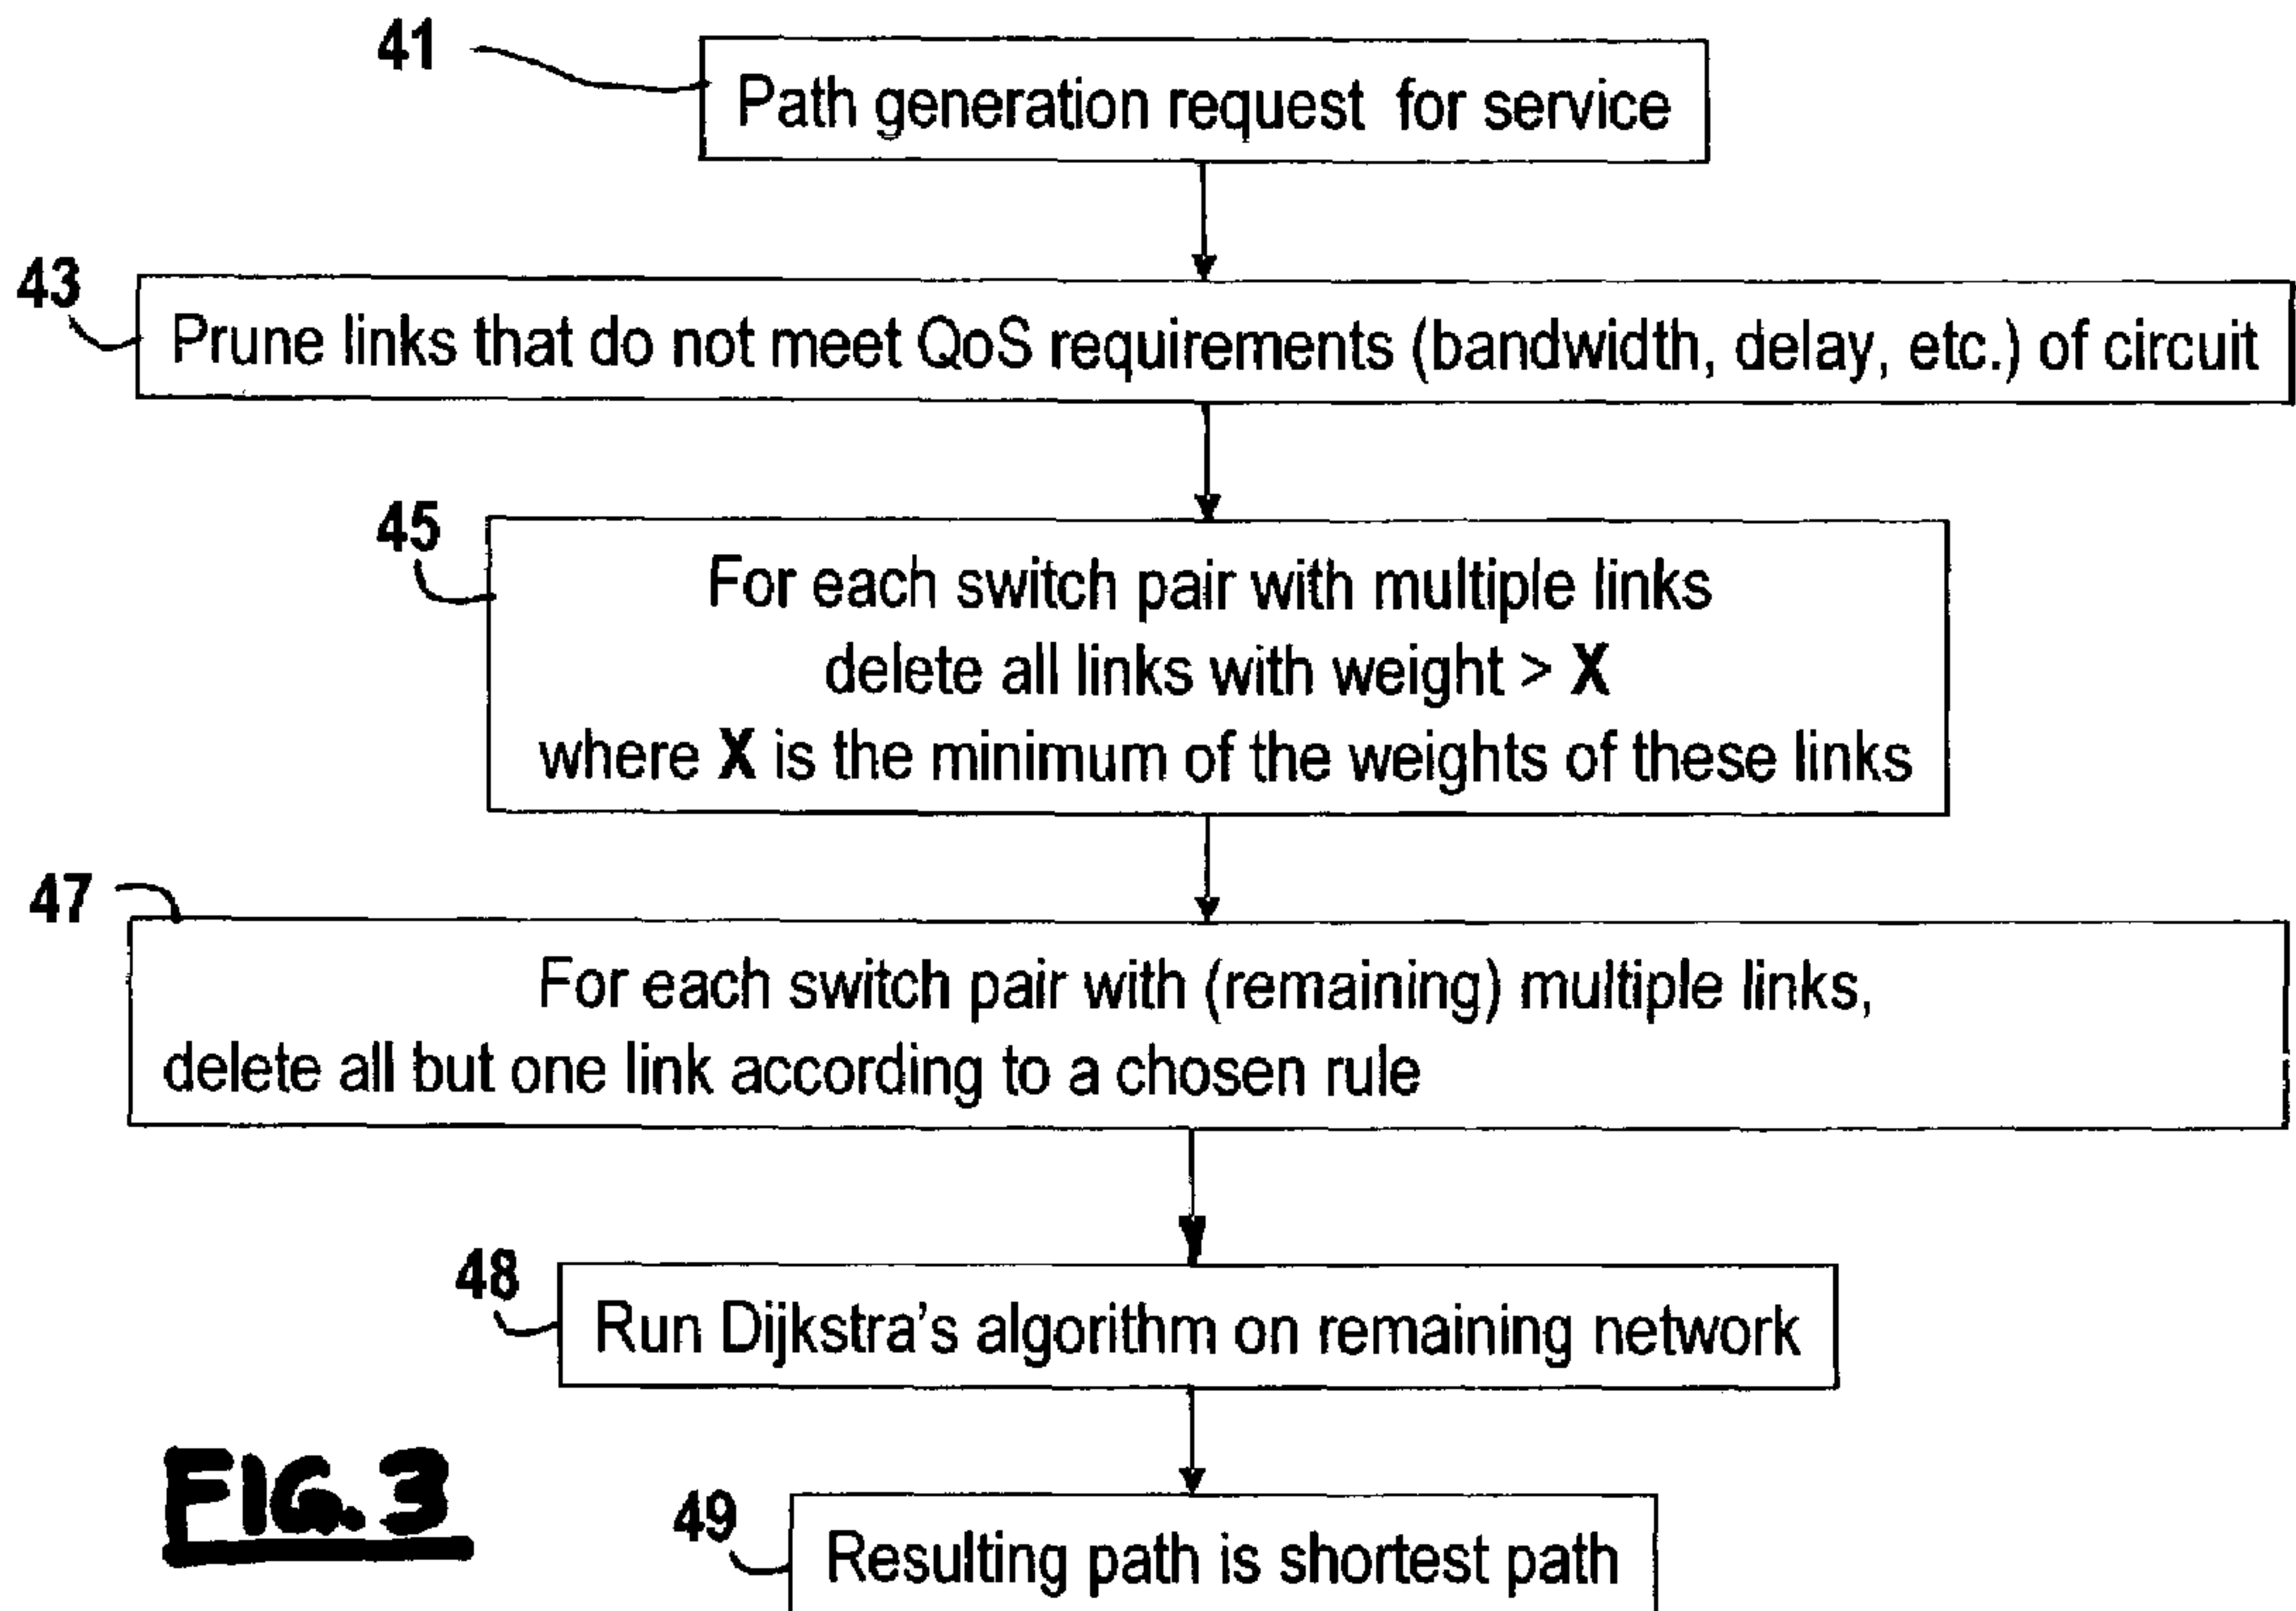 41
Path generation request for service
43
Prune links that do not meet QoS requirements (bandwidth, delay, etc.) of circuit
45
For each switch pair with multiple links
delete all links with weight > X
where X is the minimum of the weights of these links
47
For each switch pair with (remaining) multiple links,
delete all but one link according to a chosen rule
48
Run Dijkstra's algorithm on remaining network
FIG. 3
49
Resulting path is shortest path